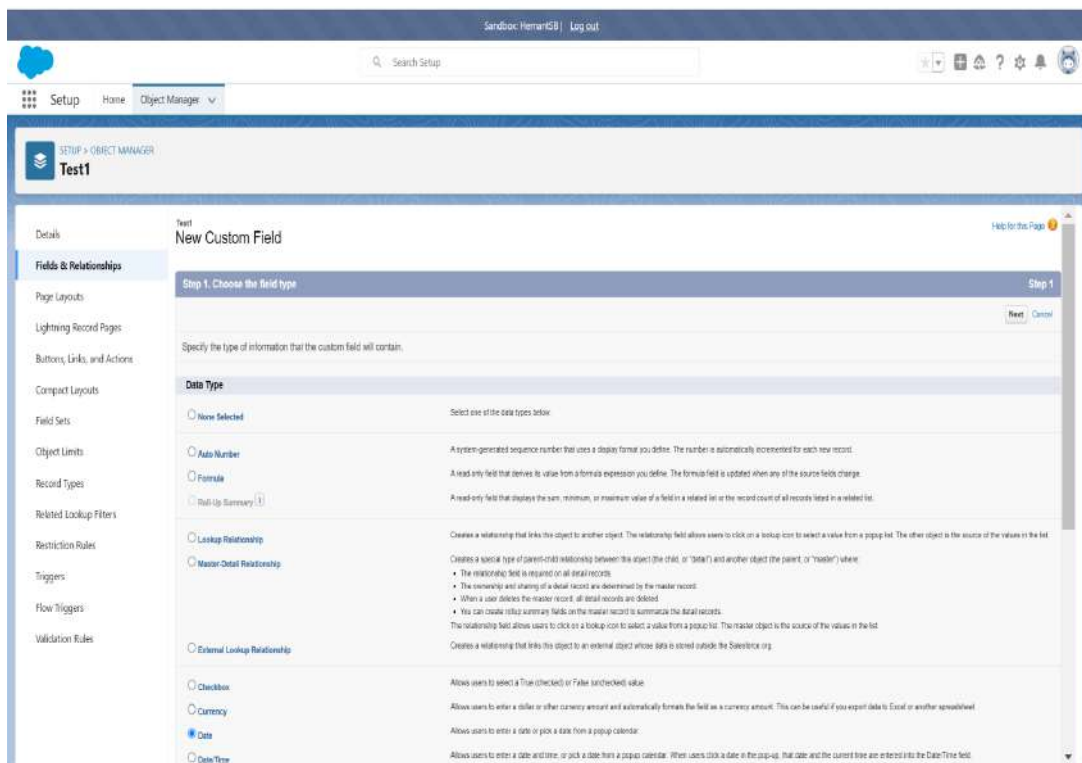 Sandbox: HemantSB | Log out
Search Setup
Setup Home Object Manager
SETUP > OBJECT MANAGER
Test1
Details
Fields & Relationships
Page Layouts
Lightning Record Pages
Buttons, Links, and Actions
Compact Layouts
Field Sets
Object Limits
Record Types
Related Lookup Filters
Restriction Rules
Triggers
Flow Triggers
Validation Rules
Test1
New Custom Field
Help for this Page
Step 1. Choose the field type Step 1
Next Cancel
Specify the type of information that the custom field will contain.
Data Type
None Selected Select one of the data types below.
Auto Number A system-generated sequence number that uses a display format you define. The number is automatically incremented for each new record.
Formula A read-only field that derives its value from a formula expression you define. The formula field is updated when any of the source fields change.
Roll-Up Summary A read-only field that displays the sum, minimum, or maximum value of a field in a related list or the record count of all records listed in a related list.
Lookup Relationship Creates a relationship that links this object to another object. The relationship field allows users to click on a lookup icon to select a value from a popup list. The other object is the source of the values in the list.
Master-Detail Relationship Creates a special type of parent-child relationship between this object (the child, or "detail") and another object (the parent, or "master") where:
• The relationship field is required on all detail records.
• The ownership and sharing of a detail record are determined by the master record.
• When a user deletes the master record, all detail records are deleted.
• You can create rollup summary fields on the master record to summarize the detail records.
The relationship field allows users to click on a lookup icon to select a value from a popup list. The master object is the source of the values in the list.
External Lookup Relationship Creates a relationship that links this object to an external object whose data is stored outside the Salesforce org.
Checkbox Allows users to select a True (checked) or False (unchecked) value.
Currency Allows users to enter a dollar or other currency amount and automatically formats the field as a currency amount. This can be useful if you export data to Excel or another spreadsheet.
Date Allows users to enter a date or pick a date from a popup calendar.
Date/Time Allows users to enter a date and time, or pick a date from a popup calendar. When users click a date in the pop-up, that date and the current time are entered into the Date/Time field.